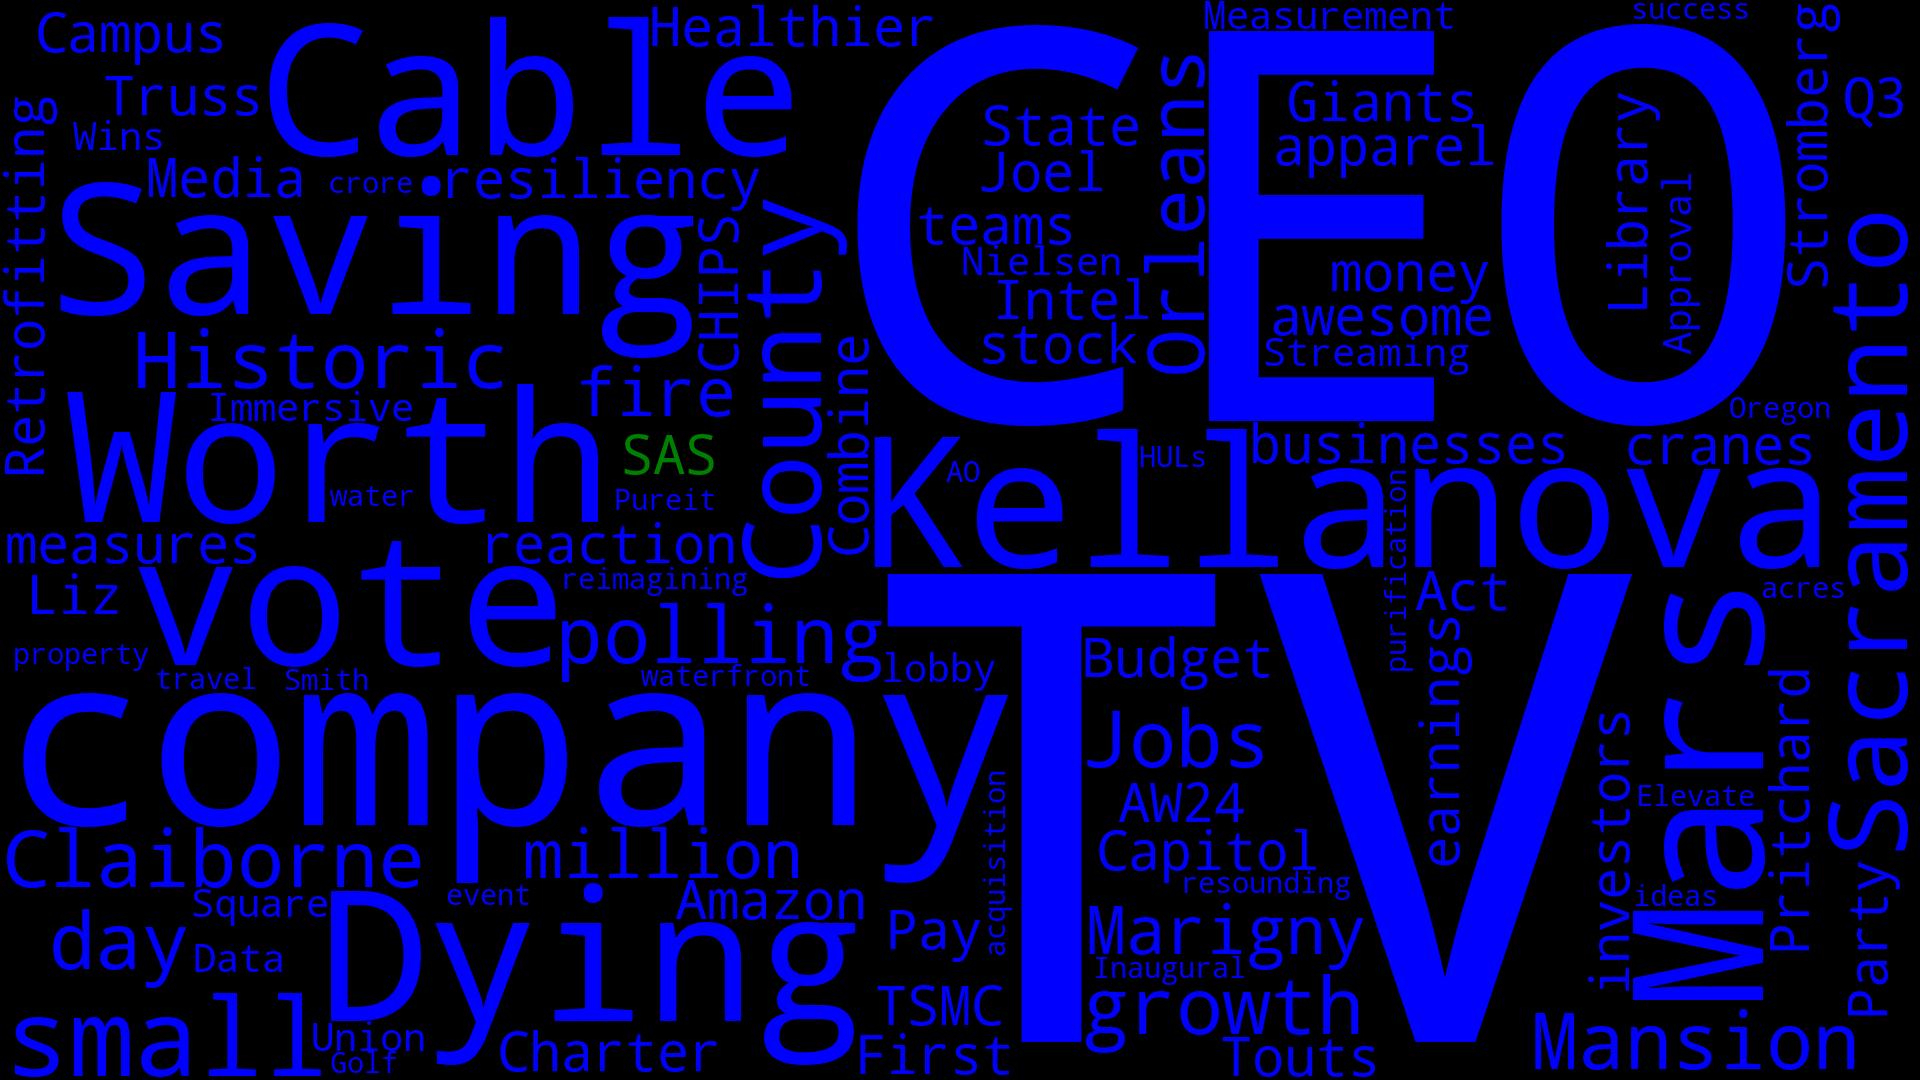 Campus
Cable
Healthier
CEO
Measurement
success
Stromberg
Q3
Truss
Wins
Retrofitting
Media
crore
resiliency
State
Joel
teams
Nielsen
Intel
stock
Orleans
Giants
apparel
money
awesome
Streaming
Library
Approval
Saving
CHIPS
County
Historic
fire
Combine
Sacramento
Immersive
Worth
water
SAS
Pureit
Kellanova
AO
HULs
businesses
cranes
Oregon
measures
reaction
Liz
vote
reimagining
polling
TV
purification
Act
acres
property
travel
Smith
waterfront
lobby
Budget
earnings
Mars
Pritchard
company
Jobs
AW24
Capitol
resounding
investors
Elevate
ideas
Claiborne
million
acquisition
Square
event
Amazon
Dying
day
Data
Pay
Marigny
Inaugural
Party
small
Union
Golf
Charter
TSMC
First
growth
Touts
Mansion